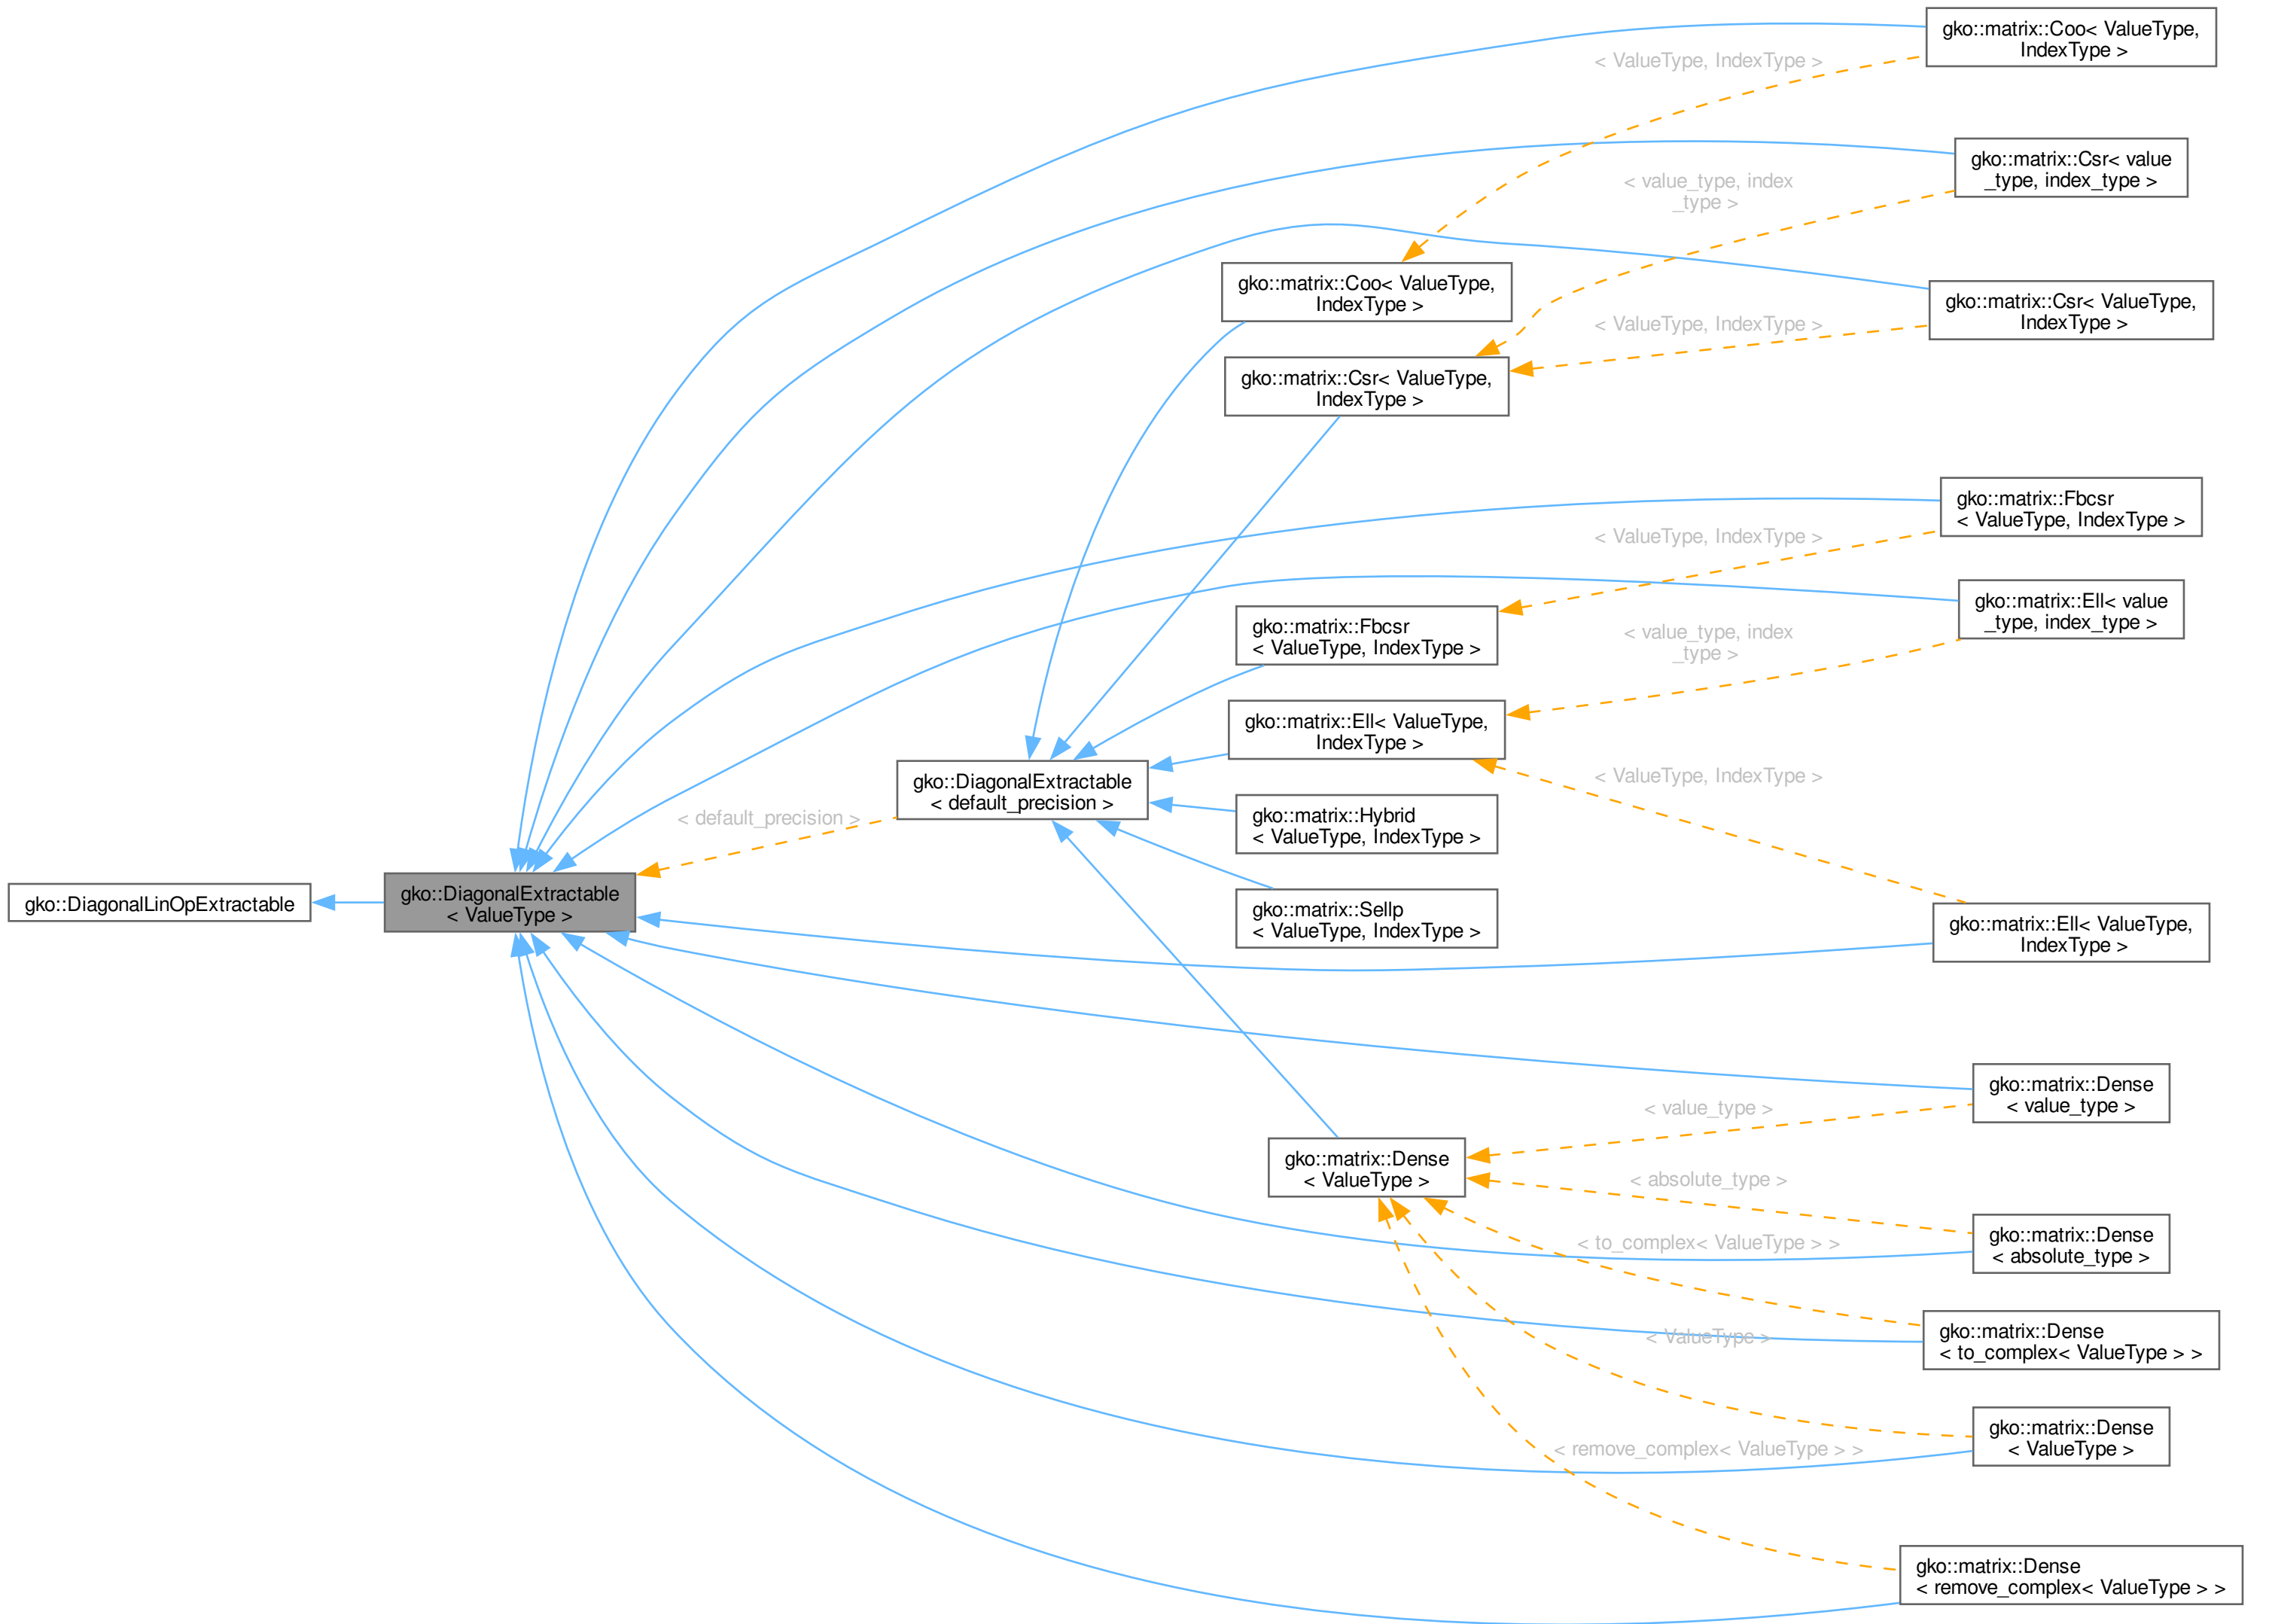 gko::matrix::Coo< ValueType,
IndexType >
< ValueType, IndexType >
gko::matrix::Csr< value
_type, index_type >
< value_type, index
_type >
gko::matrix::Coo< ValueType,
IndexType >
gko::matrix::Csr< ValueType,
IndexType >
< ValueType, IndexType >
gko::matrix::Csr< ValueType,
IndexType >
gko::matrix::Fbcsr
< ValueType, IndexType >
< ValueType, IndexType >
gko::matrix::Ell< value
_type, index_type >
gko::matrix::Fbcsr
< ValueType, IndexType >
< value_type, index
_type >
gko::matrix::Ell< ValueType,
IndexType >
< ValueType, IndexType >
gko::DiagonalExtractable
< default_precision >
< default_precision >
gko::matrix::Hybrid
< ValueType, IndexType >
gko::DiagonalLinOpExtractable
gko::DiagonalExtractable
< ValueType >
gko::matrix::Sellp
< ValueType, IndexType >
gko::matrix::Ell< ValueType,
IndexType >
gko::matrix::Dense
< value_type >
< value_type >
gko::matrix::Dense
< ValueType >
< absolute_type >
gko::matrix::Dense
< absolute_type >
< to_complex< ValueType > >
gko::matrix::Dense
< to_complex< ValueType > >
< ValueType >
gko::matrix::Dense
< ValueType >
< remove_complex< ValueType > >
gko::matrix::Dense
< remove_complex< ValueType > >